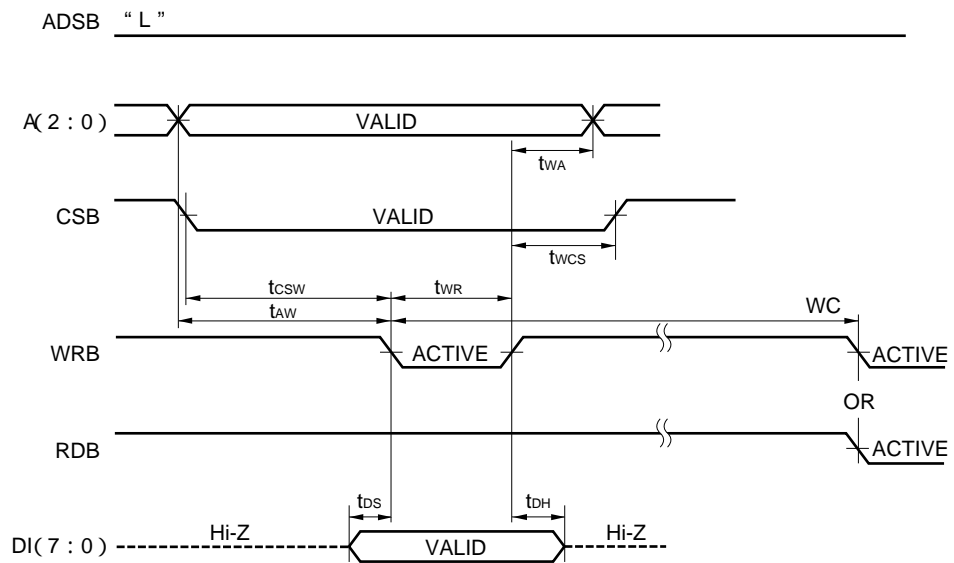 ADSB “L”
A(2:0) VALID
tWA
CSB VALID
tWCS
tCSW tWR
tAW WC
WRB ACTIVE ACTIVE
OR
RDB ACTIVE
tDS tDH
DI(7:0) Hi-Z VALID Hi-Z